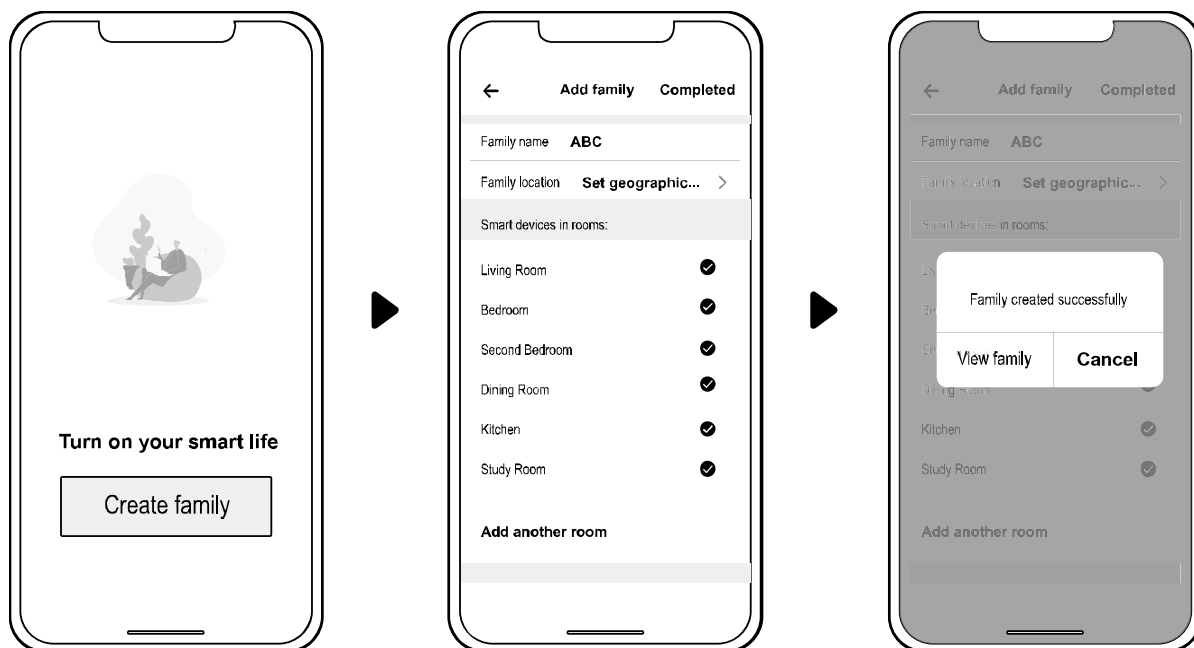 Turn on your smart life
Create family
Add family Completed
Family name ABC
Family location Set geographic...
Smart devices in rooms:
Living Room
Bedroom
Second Bedroom
Dining Room
Kitchen
Study Room
Add another room
Add family Completed
Family name ABC
Family location Set geographic...
Smart devices in rooms:
Family created successfully
View family Cancel
Dining Room
Kitchen
Study Room
Add another room